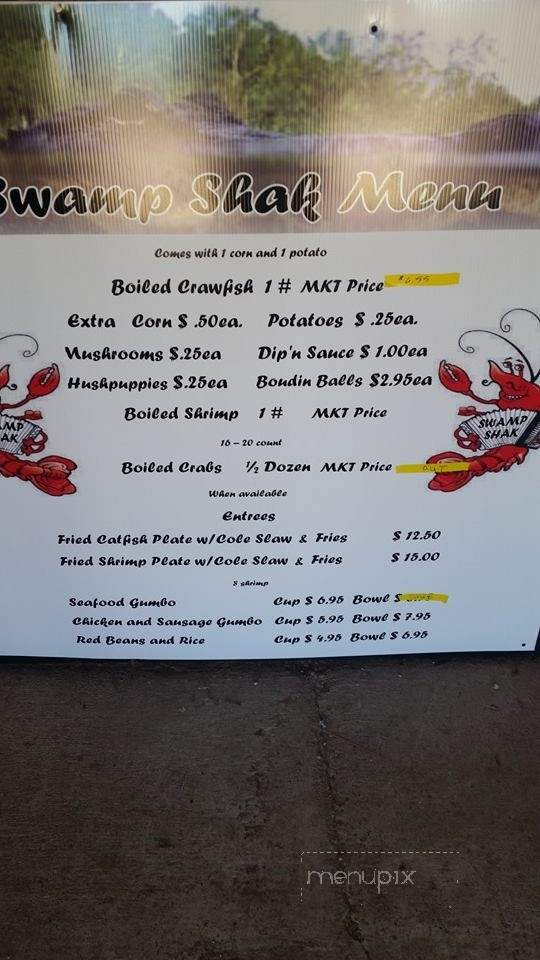 Swamp Shak Menu
Comes with 1 corn and 1 potato
Boiled Crawfish 1 # MKT Price $6.99
Extra Corn $ .50ea. Potatoes $ .25ea.
Mushrooms $.25ea Dip'n Sauce $ 1.00ea
Hushpuppies $.25ea Boudin Balls $2.95ea
Boiled Shrimp 1 # MKT Price
16 – 20 count
Boiled Crabs ½ Dozen MKT Price OUT
When available
Entrees
Fried Catfish Plate w/Cole Slaw & Fries $ 12.50
Fried Shrimp Plate w/Cole Slaw & Fries $ 15.00
8 shrimp
Seafood Gumbo Cup $ 6.95 Bowl $
Chicken and Sausage Gumbo Cup $ 5.95 Bowl $ 7.95
Red Beans and Rice Cup $ 4.95 Bowl $ 6.95
AMP
AK
SWAMP
SHAK
menupix